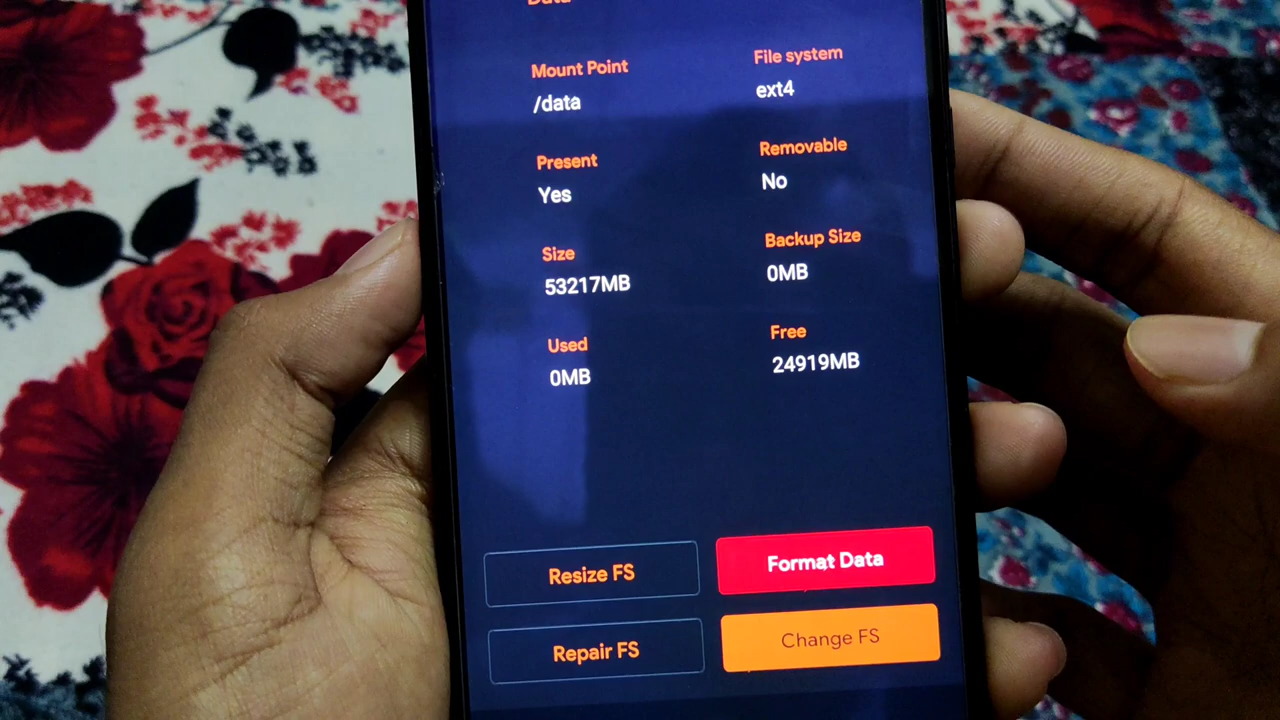 Data
Mount Point
/data
File system
ext4
Present
Yes
Removable
No
Size
53217MB
Backup Size
0MB
Used
0MB
Free
24919MB
Resize FS
Format Data
Repair FS
Change FS